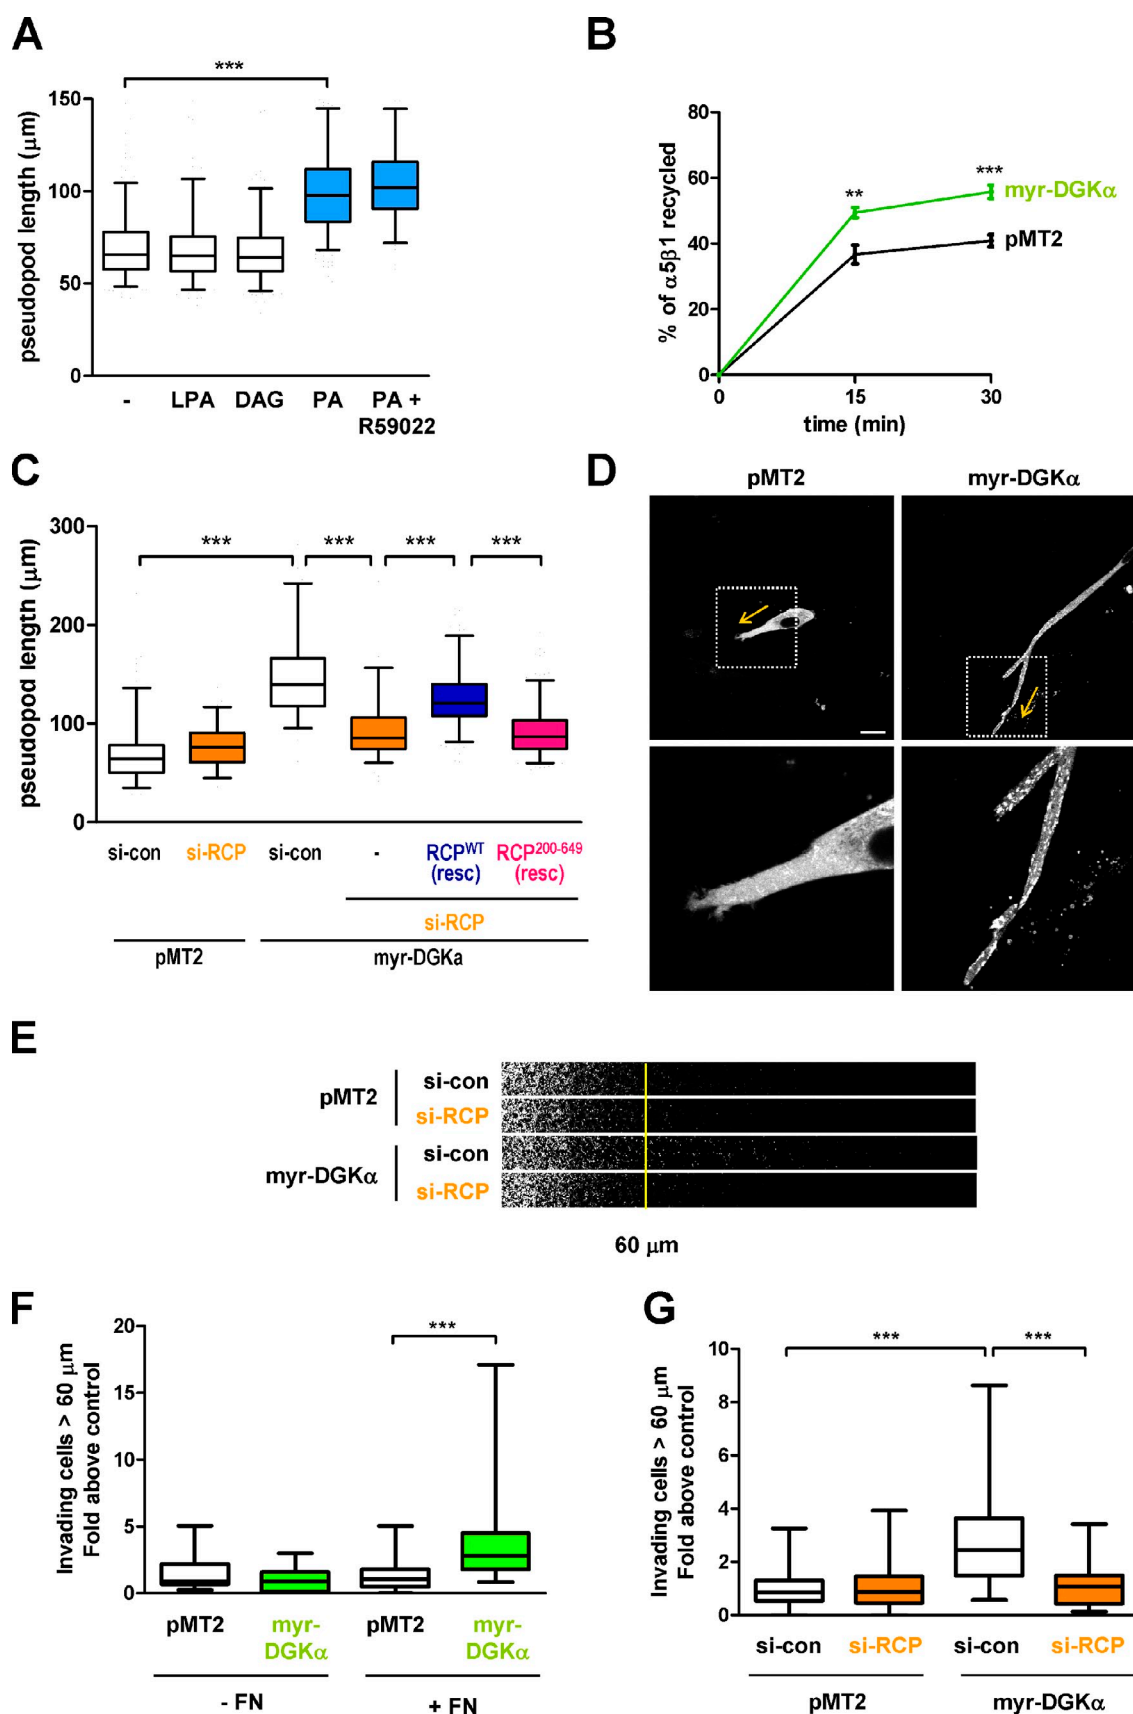 A
***
150
100
50
0
pseudopod length (µm)
- LPA DAG PA PA +
R59022
B
80
60
40
20
0
% of α5β1 recycled
** ***
myr-DGKα
pMT2
0 15 30
time (min)
C
300
200
100
0
pseudopod length (µm)
*** *** *** ***
si-con si-RCP si-con - RCPWT RCP200-649
(resc) (resc)
si-RCP
pMT2 myr-DGKa
D
pMT2 myr-DGKα
E
pMT2
si-con
si-RCP
myr-DGKα
si-con
si-RCP
60 µm
F
20
15
10
5
0
Invading cells > 60 µm
Fold above control
***
pMT2 myr- pMT2 myr-
DGKα DGKα
- FN + FN
G
10
8
6
4
2
0
Invading cells > 60 µm
Fold above control
*** ***
si-con si-RCP si-con si-RCP
pMT2 myr-DGKα